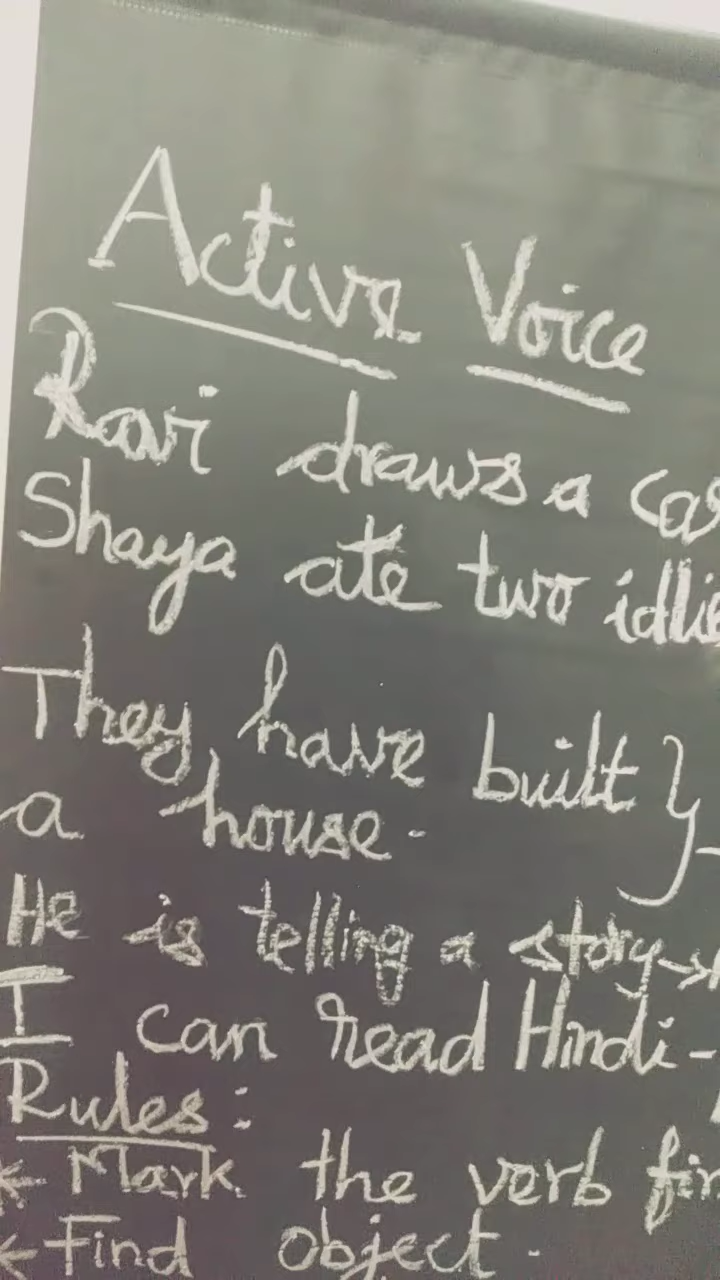 Active Voice
Ravi draws a
Shaya ate two
They have built }
a house.
He is telling a story →
I can read Hindi -
Rules:
* Mark the verb
* Find object.